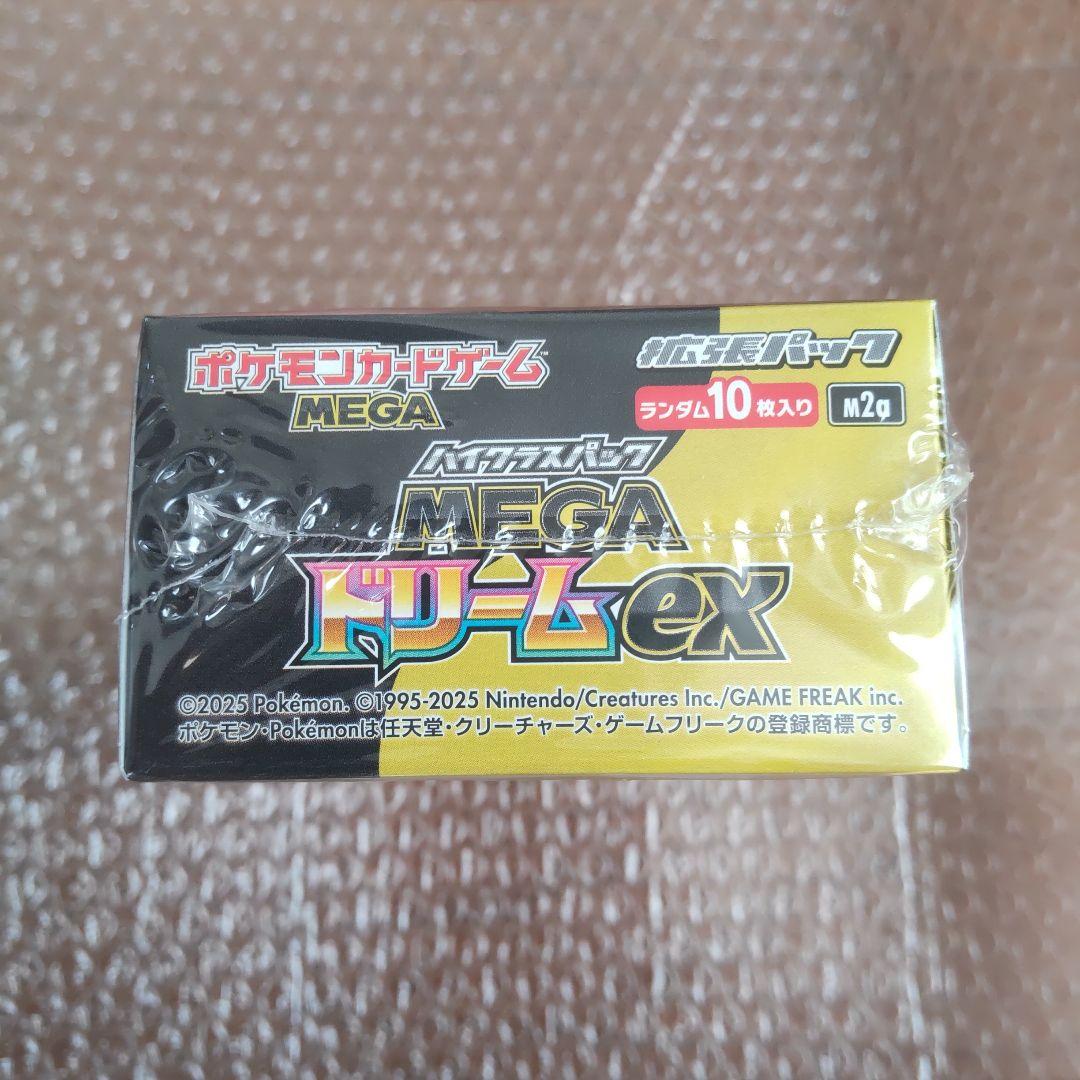 ポケモンカードゲーム™
MEGA
拡張パック
ランダム10枚入り
M2a
ハイクラスパック
MEGA
ドリームex
©2025 Pokémon. ©1995-2025 Nintendo/Creatures Inc./GAME FREAK inc.
ポケモン・Pokémonは任天堂・クリーチャーズ・ゲームフリークの登録商標です。